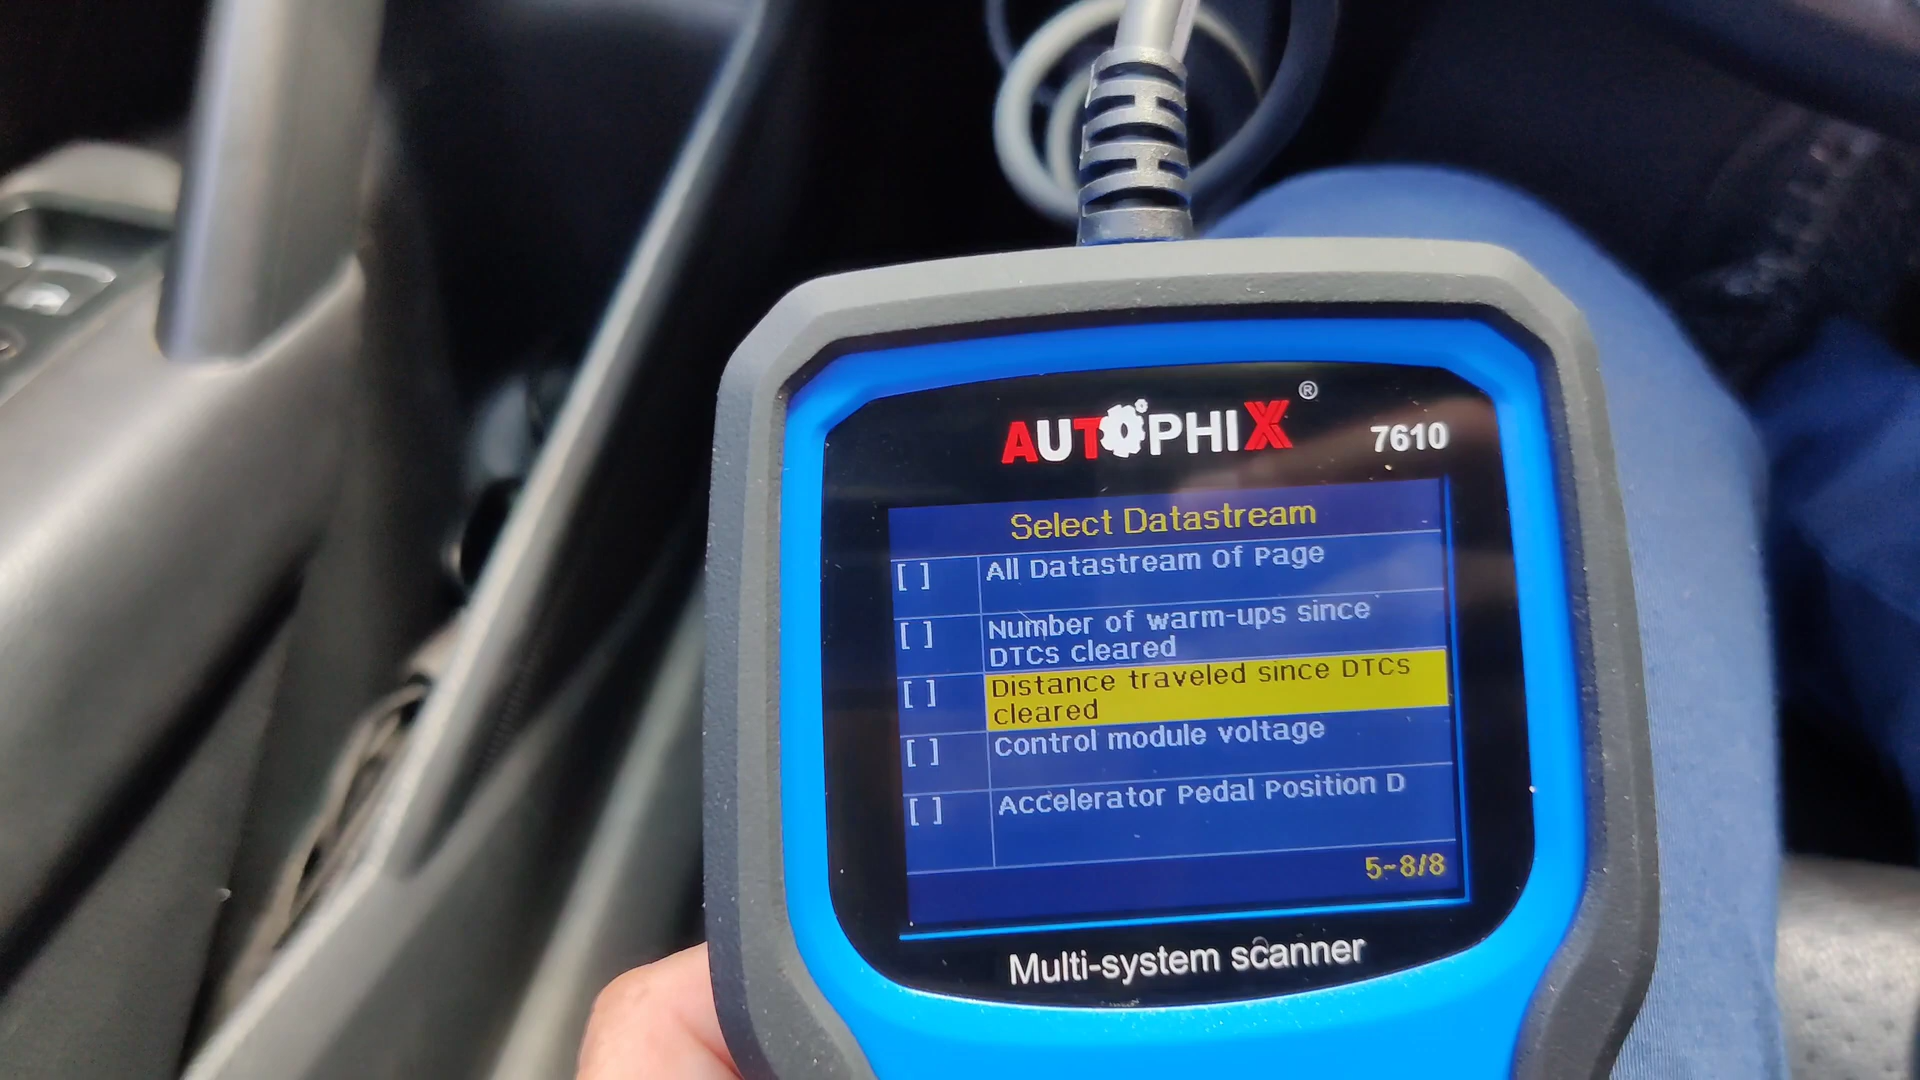 AUTOPHIX ®
7610
Select Datastream
[ ] All Datastream Of Page
[ ] Number of warm-ups since
DTCs cleared
[ ] Distance traveled since DTCs
cleared
[ ] Control module voltage
[ ] Accelerator Pedal Position D
5~8/8
Multi-system scanner